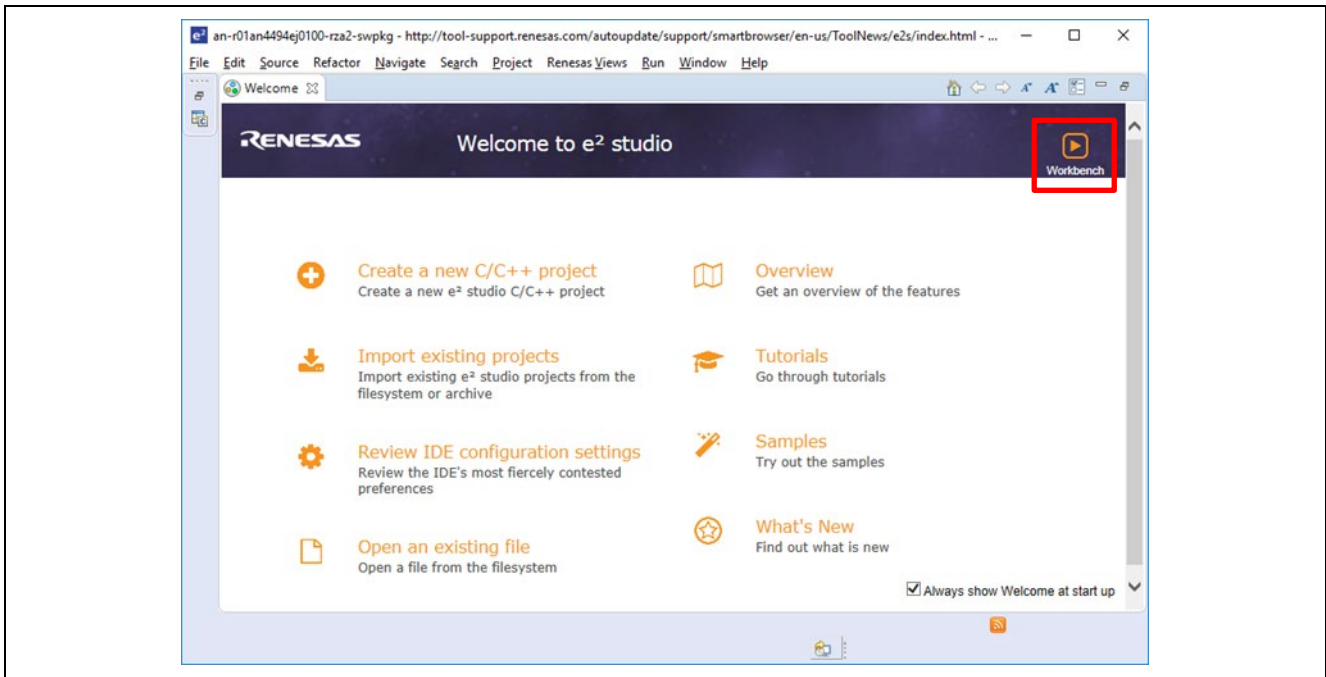 an-r01an4494ej0100-rza2-swpkg - http://tool-support.renesas.com/autoupdate/support/smartbrowser/en-us/ToolNews/e2s/index.html - ...
File Edit Source Refactor Navigate Search Project Renesas Views Run Window Help
Welcome
RENESAS
Welcome to e² studio
Workbench
Create a new C/C++ project
Create a new e² studio C/C++ project
Import existing projects
Import existing e² studio projects from the
filesystem or archive
Review IDE configuration settings
Review the IDE's most fiercely contested
preferences
Open an existing file
Open a file from the filesystem
Overview
Get an overview of the features
Tutorials
Go through tutorials
Samples
Try out the samples
What's New
Find out what is new
Always show Welcome at start up